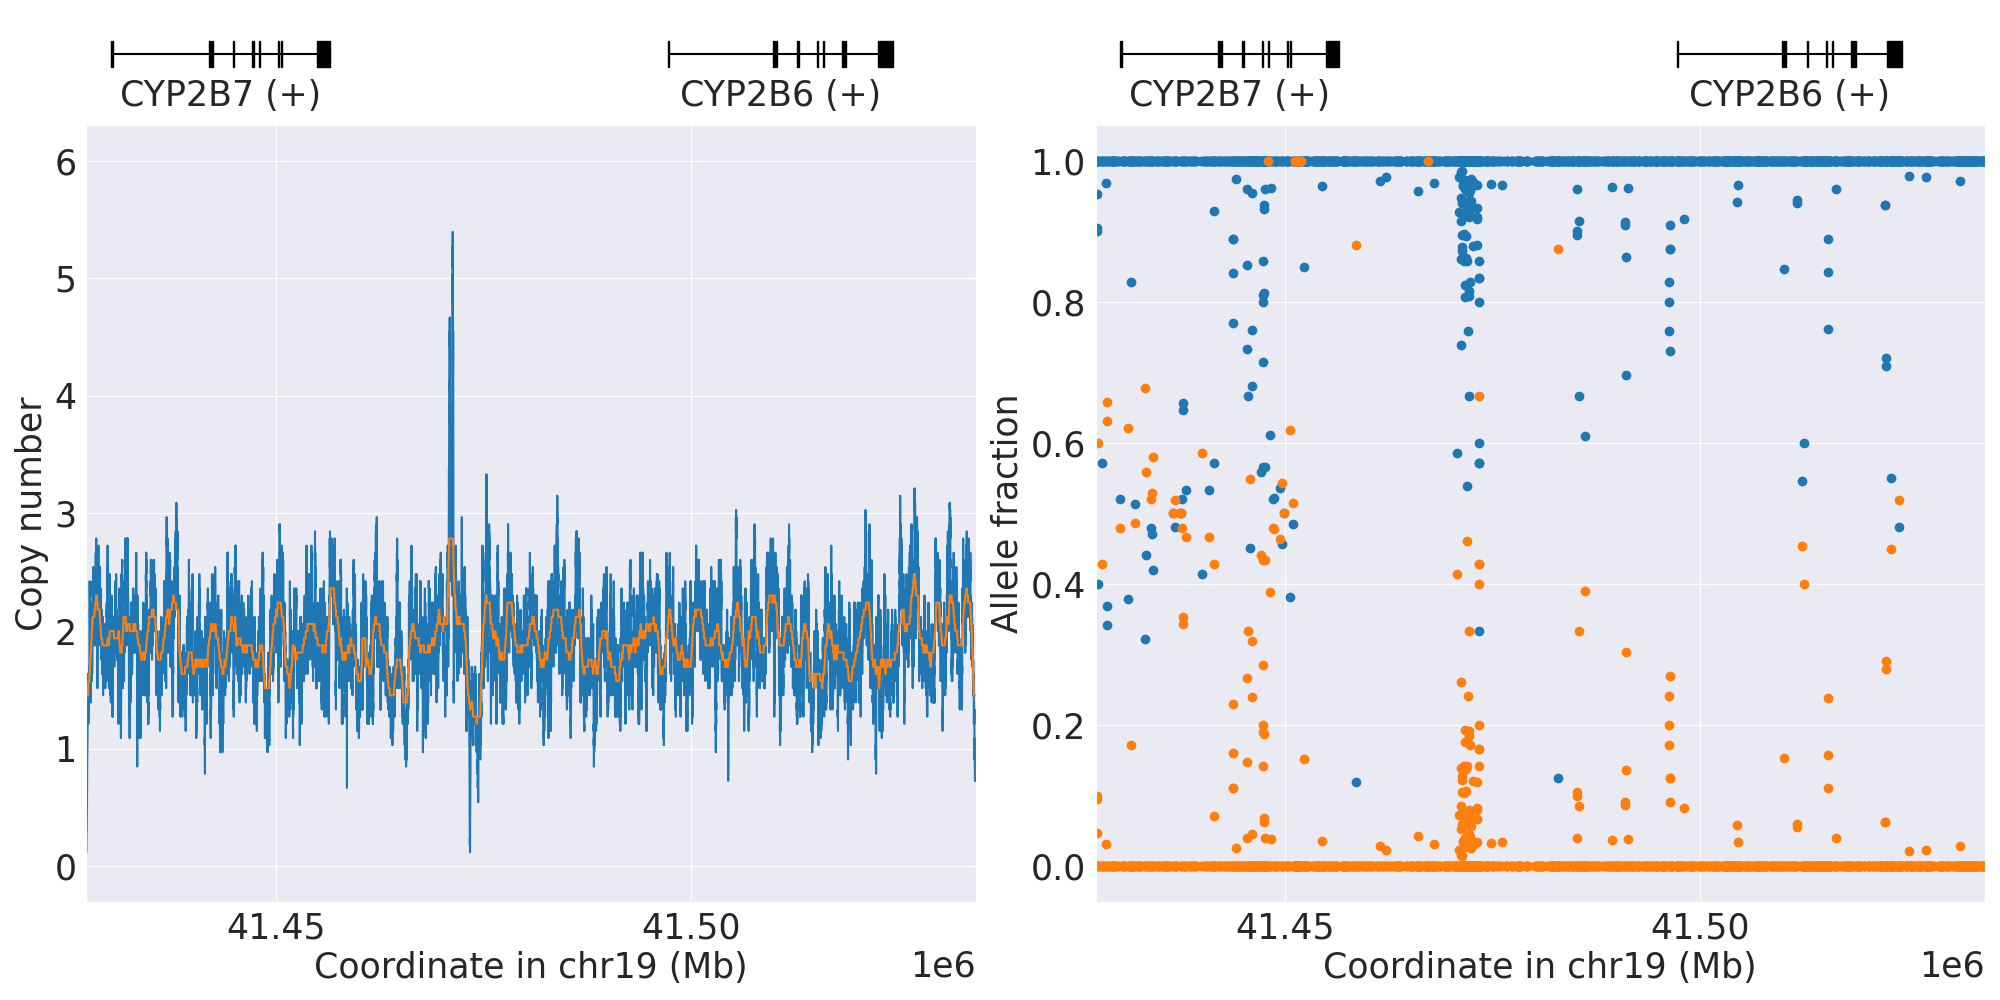 CYP2B7 (+)
CYP2B6 (+)
CYP2B7 (+)
CYP2B6 (+)
6
5
4
3
2
1
0
Copy number
41.45
41.50
Coordinate in chr19 (Mb)
1e6
1.0
0.8
0.6
0.4
0.2
0.0
Allele fraction
41.45
41.50
Coordinate in chr19 (Mb)
1e6